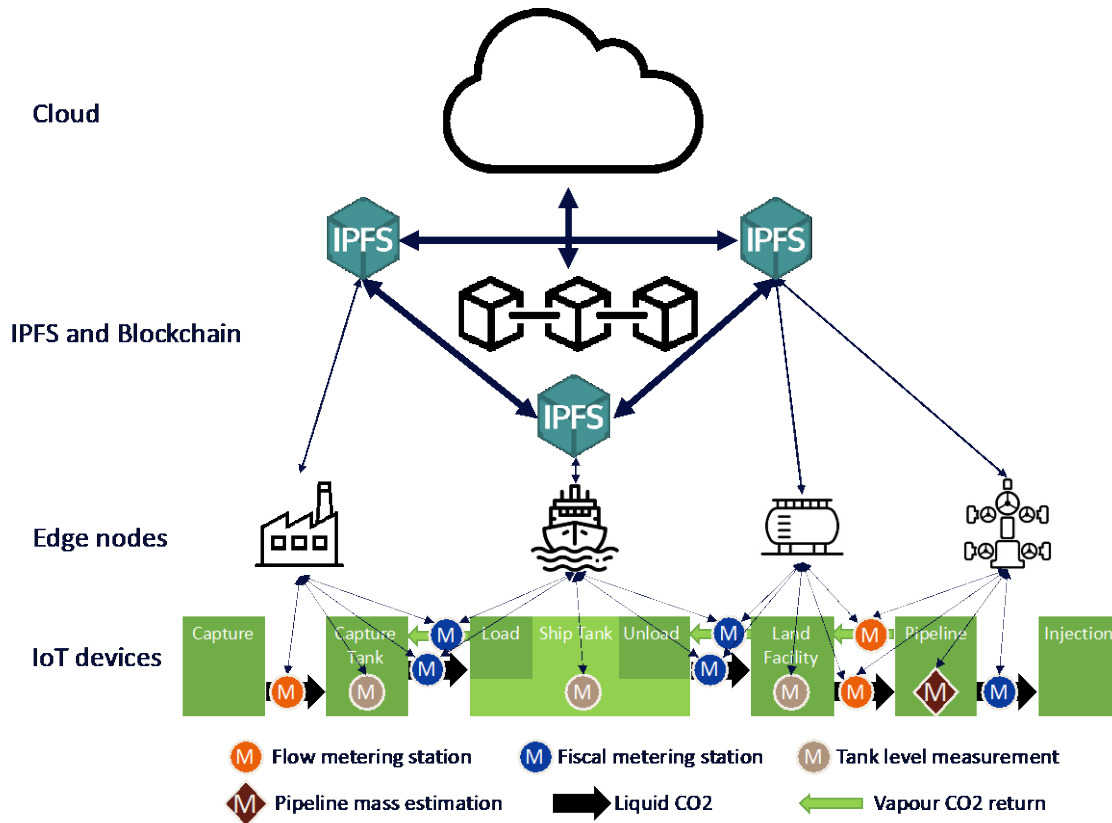 Cloud
IPFS
IPFS
IPFS and Blockchain
IPFS
Edge nodes
IoT devices
Capture
Capture
Tank
Load
Ship Tank
Unload
Land
Facility
Pipeline
Injection
M
M
M
M
M
M
M
M
M
M
M
M
M Flow metering station
M Fiscal metering station
M Tank level measurement
M Pipeline mass estimation
Liquid CO2
Vapour CO2 return